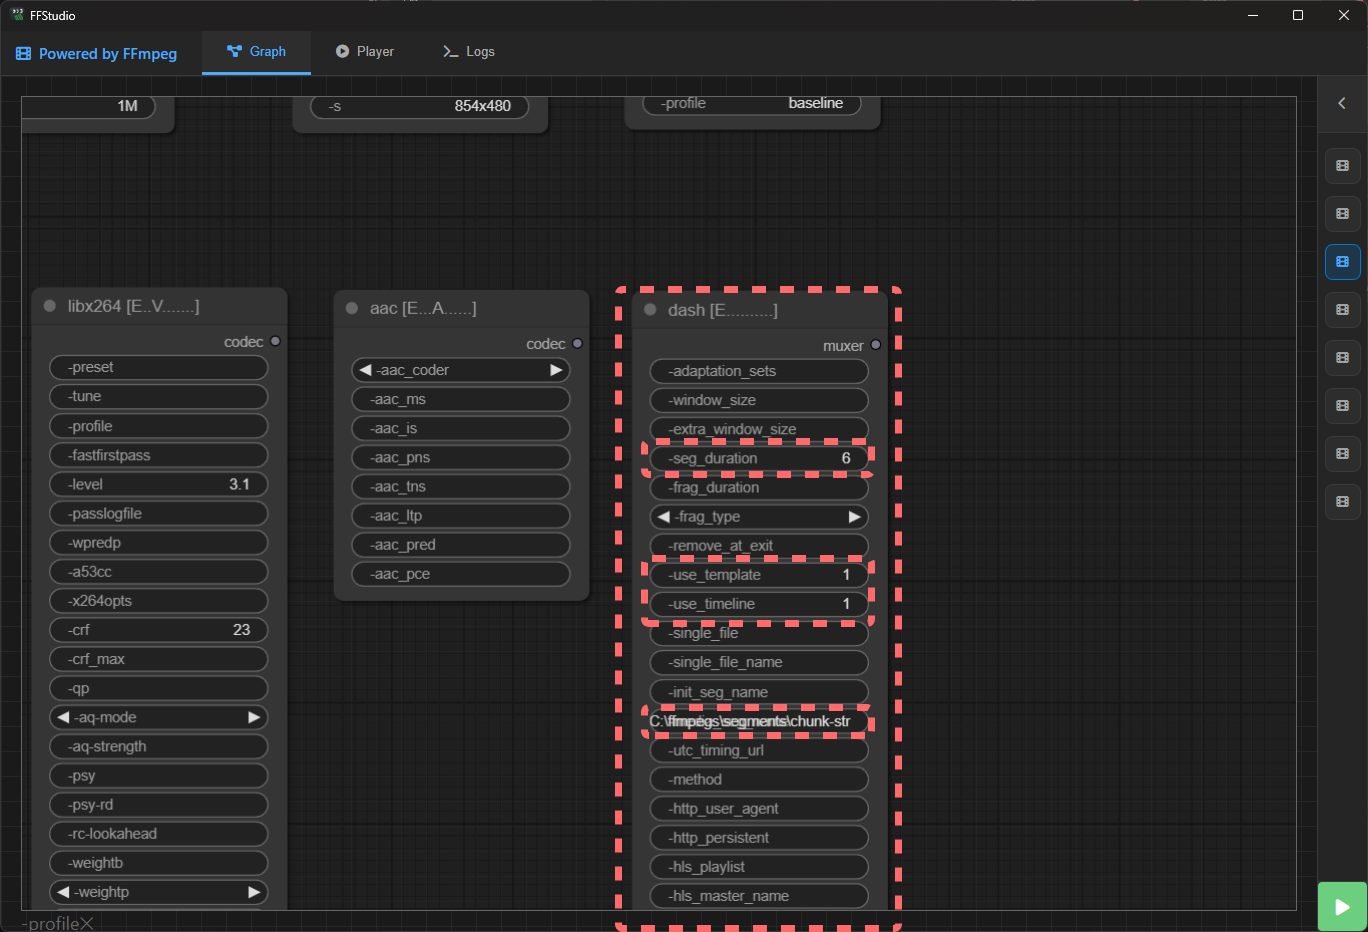 FFStudio
Powered by FFmpeg
Graph
Player
Logs
1M
-s 854x480
-profile baseline
libx264 [E..V.......]
codec
-preset
-tune
-profile
-fastfirstpass
-level 3.1
-passlogfile
-wpredp
-a53cc
-x264opts
-crf 23
-crf_max
-qp
-aq-mode
-aq-strength
-psy
-psy-rd
-rc-lookahead
-weightb
-weightp
aac [E...A......]
codec
-aac_coder
-aac_ms
-aac_is
-aac_pns
-aac_tns
-aac_ltp
-aac_pred
-aac_pce
dash [E..........]
muxer
-adaptation_sets
-window_size
-extra_window_size
-seg_duration 6
-frag_duration
-frag_type
-remove_at_exit
-use_template 1
-use_timeline 1
-single_file
-single_file_name
-init_seg_name
C:\ffmpegs\segments\chunk-str
-utc_timing_url
-method
-http_user_agent
-http_persistent
-hls_playlist
-hls_master_name
-profile